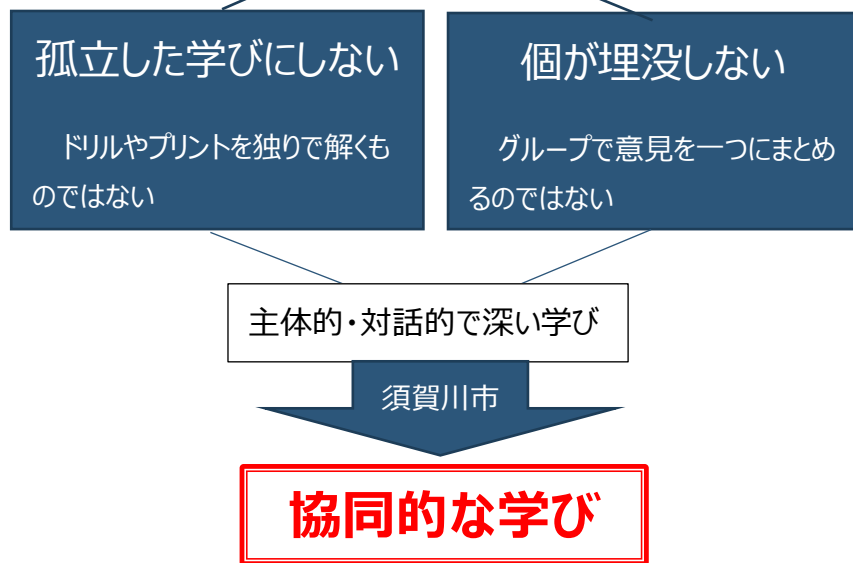 孤立した学びにしない
ドリルやプリントを独りで解くも
のではない
個が埋没しない
グループで意見を一つにまとめ
るのではない
主体的・対話的で深い学び
須賀川市
協同的な学び